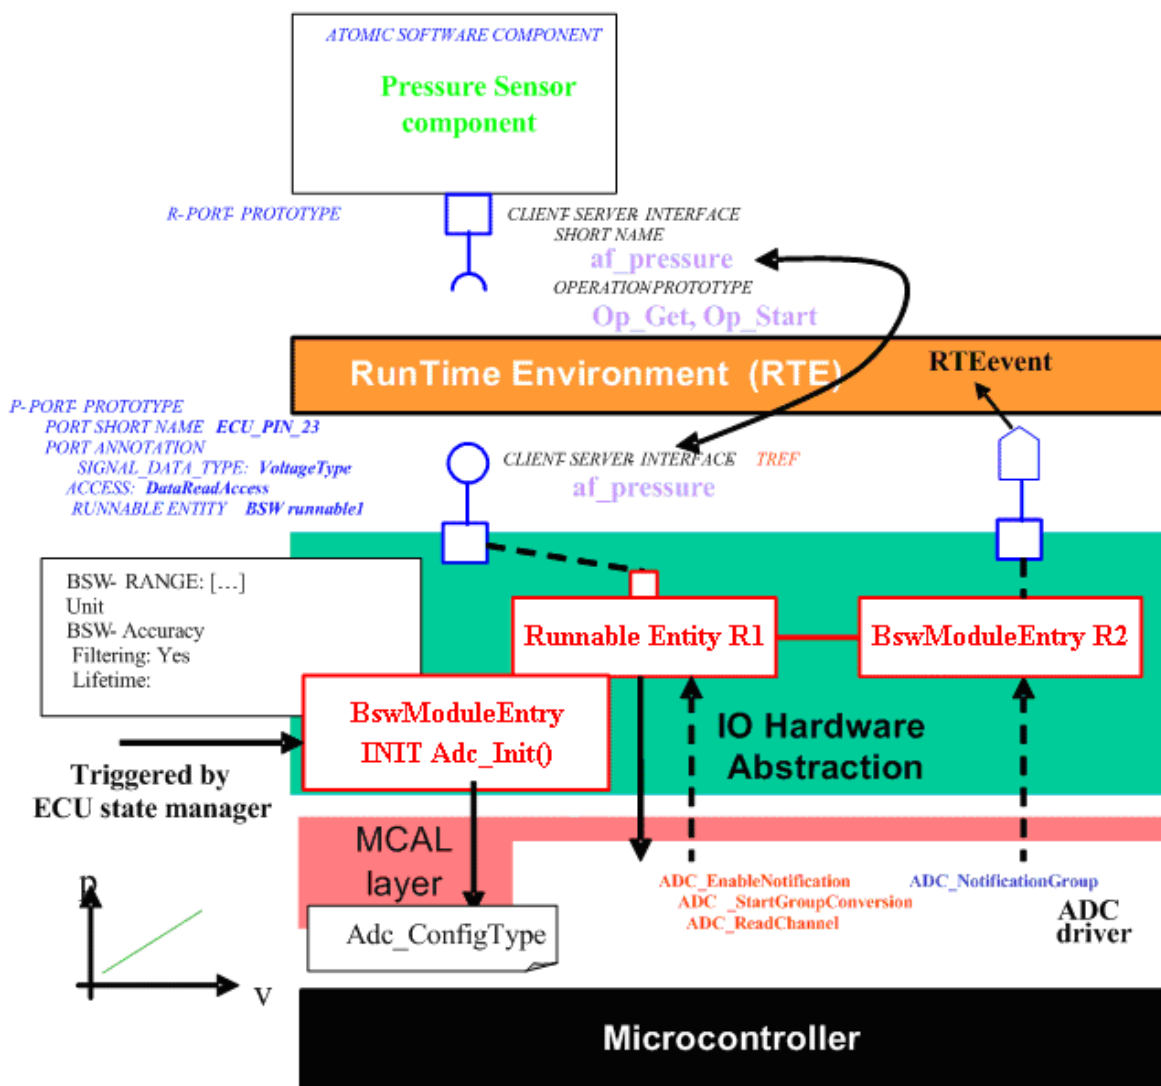 ATOMIC SOFTWARE COMPONENT
Pressure Sensor
component
R-PORT-PROTOTYPE
CLIENT-SERVER-INTERFACE
SHORT NAME
af_pressure
OPERATION-PROTOTYPE
Op_Get, Op_Start
RunTime Environment (RTE)
RTEevent
P-PORT-PROTOTYPE
PORT SHORT NAME ECU_PIN_23
PORT ANNOTATION
SIGNAL_DATA_TYPE: VoltageType
ACCESS: DataReadAccess
RUNNABLE ENTITY BSW runnable1
CLIENT-SERVER-INTERFACE TREF
af_pressure
BSW- RANGE: […]
Unit
BSW- Accuracy
Filtering: Yes
Lifetime:
Runnable Entity R1
BswModuleEntry R2
BswModuleEntry
INIT Adc_Init()
IO Hardware
Abstraction
Triggered by
ECU state manager
MCAL
layer
Adc_ConfigType
ADC_EnableNotification
ADC _StartGroupConversion
ADC_ReadChannel
ADC_NotificationGroup
ADC
driver
p
v
Microcontroller